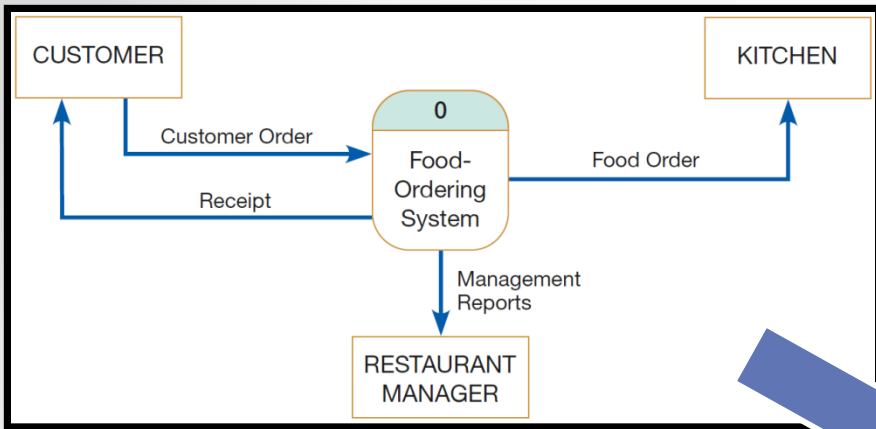 CUSTOMER
KITCHEN
0
Customer Order
Food-
Ordering
System
Food Order
Receipt
Management
Reports
RESTAURANT
MANAGER